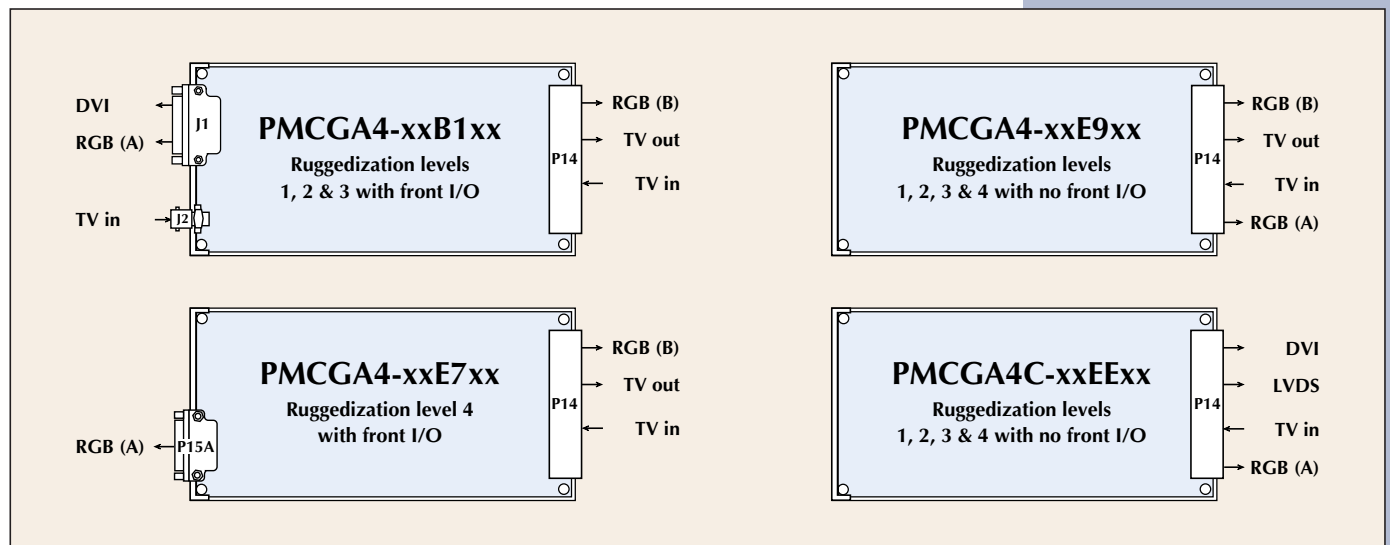 DVI
RGB (A)
TV in
J1
J2
PMCGA4-xxB1xx
Ruggedization levels
1, 2 & 3 with front I/O
P14
RGB (B)
TV out
TV in
PMCGA4-xxE9xx
Ruggedization levels
1, 2, 3 & 4 with no front I/O
P14
RGB (B)
TV out
TV in
RGB (A)
RGB (A)
P15A
PMCGA4-xxE7xx
Ruggedization level 4
with front I/O
P14
RGB (B)
TV out
TV in
PMCGA4C-xxEExx
Ruggedization levels
1, 2, 3 & 4 with no front I/O
P14
DVI
LVDS
TV in
RGB (A)